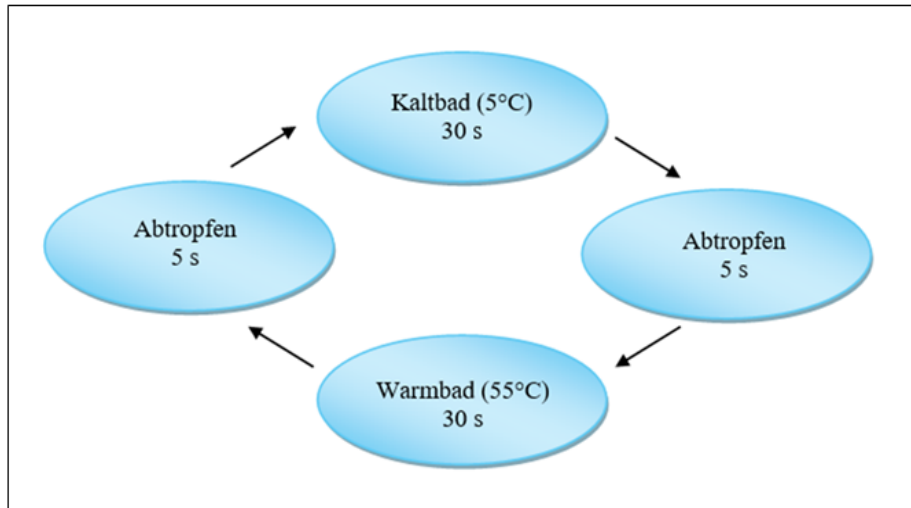 Kaltbad (5°C)
30 s
Abtropfen
5 s
Warmbad (55°C)
30 s
Abtropfen
5 s